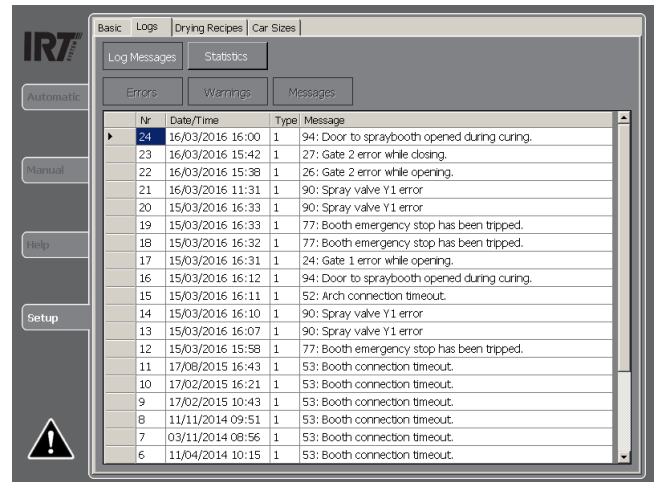 IRT SYSTEM
Basic Logs Drying Recipes Car Sizes
Log Messages Statistics
Errors Warnings Messages
Automatic
Manual
Help
Setup
Nr Date/Time Type Message
24 16/03/2016 16:00 1 94: Door to spraybooth opened during curing.
23 16/03/2016 15:42 1 27: Gate 2 error while closing.
22 16/03/2016 15:38 1 26: Gate 2 error while opening.
21 16/03/2016 11:31 1 90: Spray valve Y1 error
20 15/03/2016 16:33 1 90: Spray valve Y1 error
19 15/03/2016 16:33 1 77: Booth emergency stop has been tripped.
18 15/03/2016 16:32 1 77: Booth emergency stop has been tripped.
17 15/03/2016 16:31 1 24: Gate 1 error while opening.
16 15/03/2016 16:12 1 94: Door to spraybooth opened during curing.
15 15/03/2016 16:11 1 52: Arch connection timeout.
14 15/03/2016 16:10 1 90: Spray valve Y1 error
13 15/03/2016 16:07 1 90: Spray valve Y1 error
12 15/03/2016 15:58 1 77: Booth emergency stop has been tripped.
11 17/08/2015 16:43 1 53: Booth connection timeout.
10 17/02/2015 16:21 1 53: Booth connection timeout.
9 17/02/2015 10:43 1 53: Booth connection timeout.
8 11/11/2014 09:51 1 53: Booth connection timeout.
7 03/11/2014 08:56 1 53: Booth connection timeout.
6 11/04/2014 10:15 1 53: Booth connection timeout.